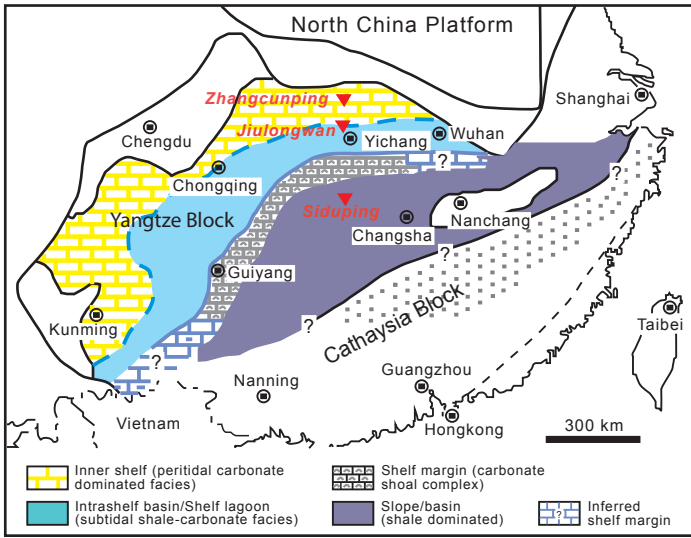 North China Platform
Zhangcunping
Shanghai
Chengdu
Jiulongwan
Wuhan
Yichang
?
Chongqing
Yangtze Block
Siduping
Nanchang
Changsha
?
?
Guiyang
Cathaysia Block
Kunming
?
?
Taibei
Nanning
Guangzhou
Vietnam
Hongkong
300 km
Inner shelf (peritidal carbonate
dominated facies)
Shelf margin (carbonate
shoal complex)
Intrashelf basin/Shelf lagoon
(subtidal shale-carbonate facies)
Slope/basin
(shale dominated)
?
Inferred
shelf margin